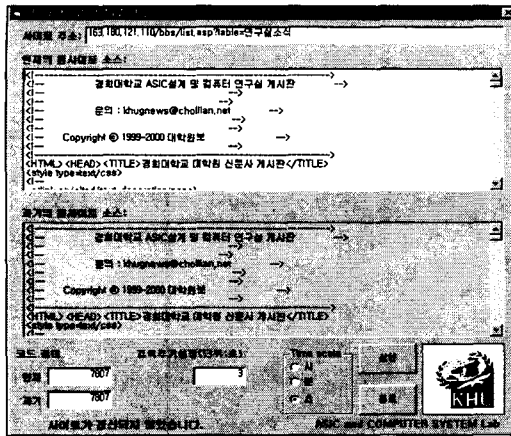 사이트 주소: 163.180.121.110/bbs/list.asp?table=연구실소식
현재의 웹사이트 소스:
<!------------------------------------------------------->
<!-- 경희대학교 ASIC설계 및 컴퓨터 연구실 게시판 -->
<!-- -->
<!-- 문의 : khugnews@chollian.net -->
<!-- -->
<!-- Copyright © 1999-2000 대학원보 -->
<!------------------------------------------------------->
<HTML> <HEAD> <TITLE>경희대학교 대학원 신문사 게시판</TITLE>
<style type=text/css>
<!--
과거의 웹사이트 소스:
<!------------------------------------------------------->
<!-- 경희대학교 ASIC설계 및 컴퓨터 연구실 게시판 -->
<!-- -->
<!-- 문의 : khugnews@chollian.net -->
<!-- -->
<!-- Copyright © 1999-2000 대학원보 -->
<!------------------------------------------------------->
<HTML> <HEAD> <TITLE>경희대학교 대학원 신문사 게시판</TITLE>
<style type=text/css>
Time scale
현재 7807
3
시
분
초
과거 7807
종료
KHU
사이트가 갱신되지 않았습니다.
ASIC and COMPUTER SYSTEM Lab